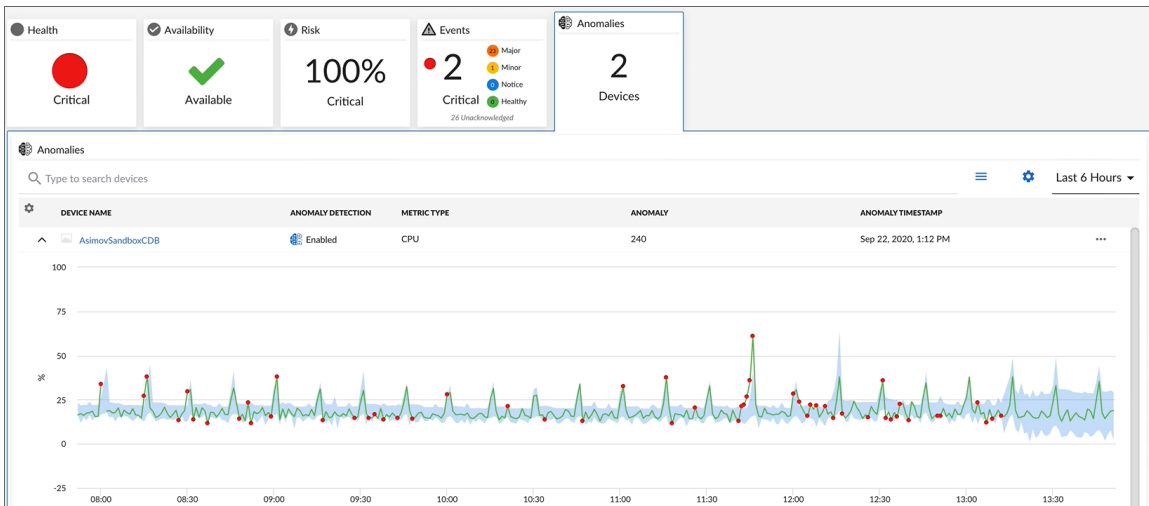 Health
Critical
Availability
Available
Risk
100%
Critical
Events
2
Critical
23 Major
1 Minor
0 Notice
0 Healthy
26 Unacknowledged
Anomalies
2
Devices
Anomalies
Type to search devices
Last 6 Hours
DEVICE NAME ANOMALY DETECTION METRIC TYPE ANOMALY ANOMALY TIMESTAMP
AsimovSandboxCDB Enabled CPU 240 Sep 22, 2020, 1:12 PM
100
75
50
%
25
0
-25
08:00 08:30 09:00 09:30 10:00 10:30 11:00 11:30 12:00 12:30 13:00 13:30